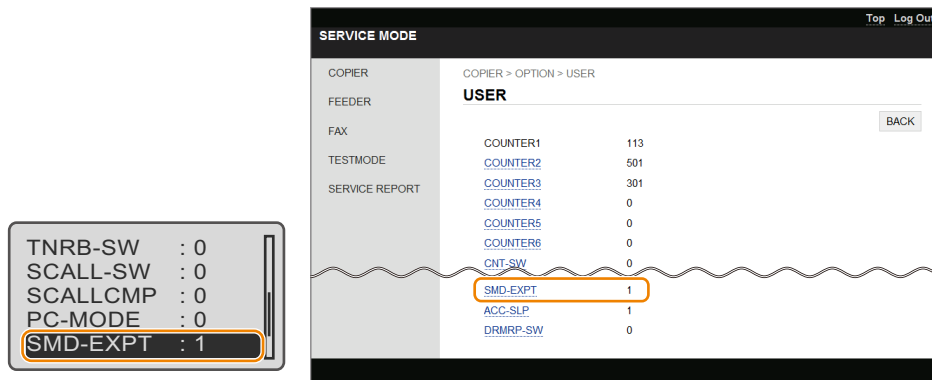 Top Log Out
SERVICE MODE
COPIER
FEEDER
FAX
TESTMODE
SERVICE REPORT
COPIER > OPTION > USER
USER
BACK
COUNTER1 113
COUNTER2 501
COUNTER3 301
COUNTER4 0
COUNTER5 0
COUNTER6 0
CNT-SW 0
SMD-EXPT 1
ACC-SLP 1
DRMRP-SW 0
TNRB-SW : 0
SCALL-SW : 0
SCALLCMP : 0
PC-MODE : 0
SMD-EXPT : 1